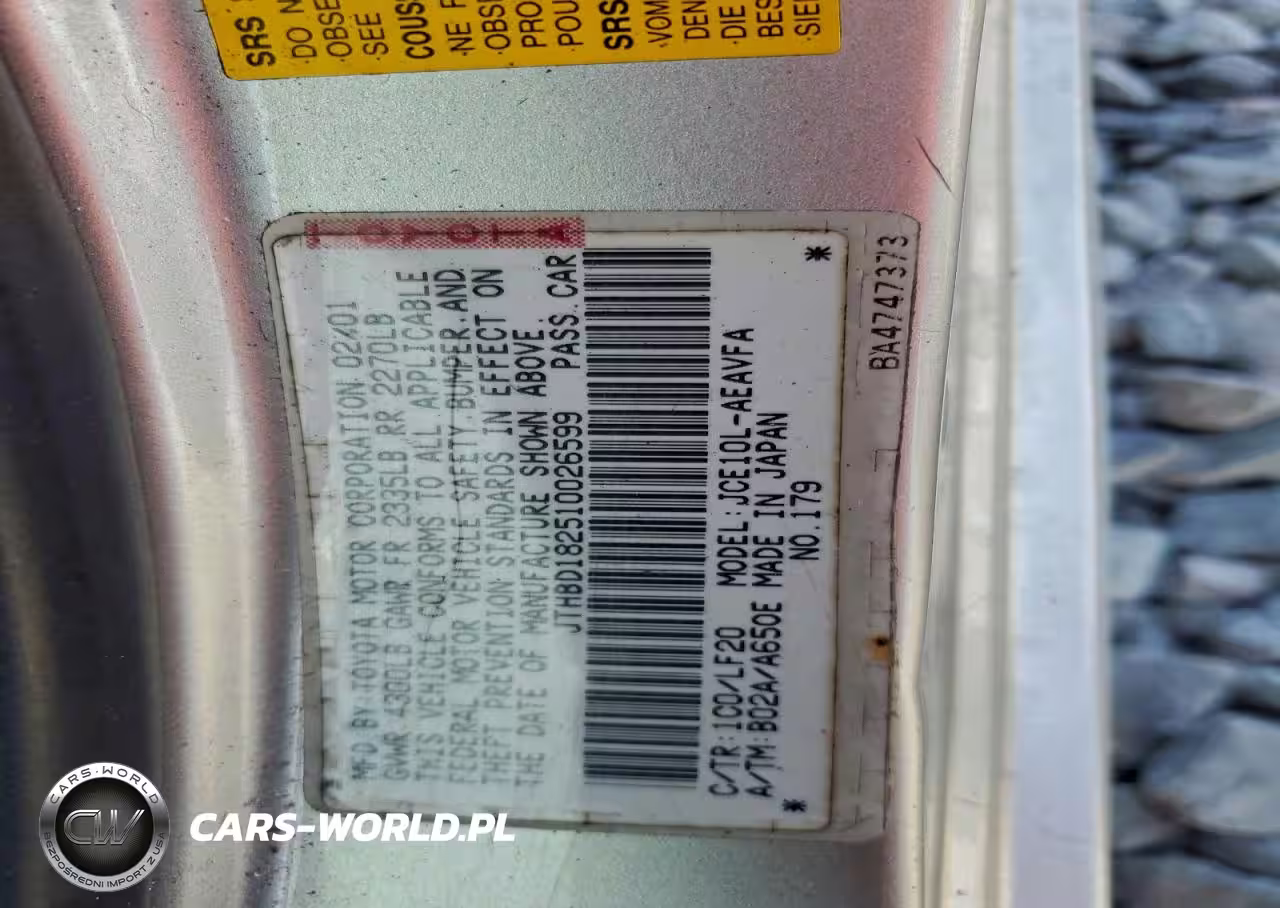 SRS
DO N
·OBSE
·SEE
COUS
·NE P
·OBSE
PRO
POU
SRS
·VOM
DEN
·DIE
BES
SIE
TOYOTA
MFD BY TOYOTA MOTOR CORPORATION 02/01
GVWR 4300LB GAWR FR 2335LB RR 2270LB
THIS VEHICLE CONFORMS TO ALL APPLICABLE
FEDERAL MOTOR VEHICLE SAFETY,BUMPER,AND
THEFT PREVENTION STANDARDS IN EFFECT ON
THE DATE OF MANUFACTURE SHOWN ABOVE.
JTHBD182510026599 PASS.CAR
C/TR:1C0/LF20 MODEL:JCE10L-AEAVFA
A/TM:B02A/A650E MADE IN JAPAN
* NO.179 *
BA4747373
CARS-WORLD
CW
BEZPOŚREDNI IMPORT Z USA
CARS-WORLD.PL